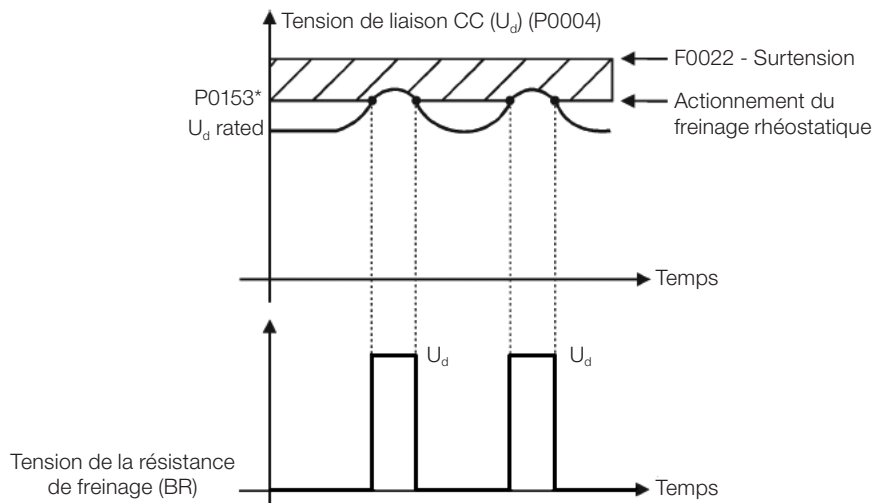 Tension de liaison CC (Ud) (P0004)
F0022 - Surtension
P0153*
Actionnement du
freinage rhéostatique
Ud rated
Temps
Ud
Ud
Tension de la résistance
de freinage (BR)
Temps